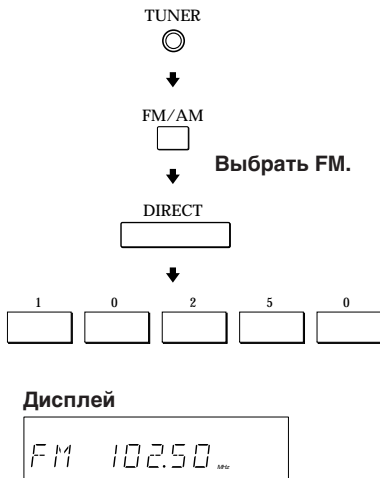 TUNER
FM/AM
Выбрать FM.
DIRECT
1 0 2 5 0
Дисплей
FM 102.50 MHz